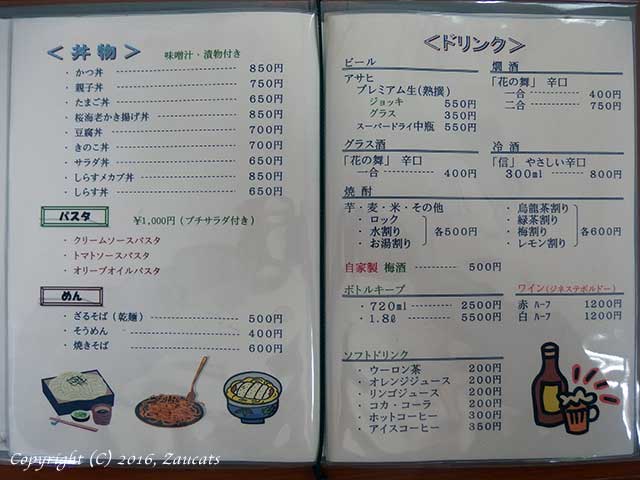 ＜丼 物＞ 味噌汁、漬物付き
・かつ丼 850円
・親子丼 750円
・たまご丼 650円
・桜海老かき揚げ丼 850円
・豆腐丼 700円
・きのこ丼 700円
・サラダ丼 650円
・しらすメカブ丼 850円
・しらす丼 650円
パスタ ￥1,000円（プチサラダ付き）
・クリームソースパスタ
・トマトソースパスタ
・オリーブオイルパスタ
めん
・ざるそば（乾麺） 500円
・そうめん 400円
・焼きそば 600円
＜ドリンク＞
ビール
アサヒ
プレミアム生(熟撰)
ジョッキ 550円
グラス 350円
スーパードライ中瓶 550円
燗 酒
「花の舞」 辛口
一合 400円
二合 750円
グラス酒
「花の舞」 辛口
一合 400円
冷 酒
「信」 やさしい辛口
300ml 800円
焼 酎
芋・麦・米・その他
・ロック
・水割り 各500円
・お湯割り
・烏龍茶割り
・緑茶割り
・梅割り 各600円
・レモン割り
自家製 梅酒 500円
ボトルキープ
・720ml 2500円
・1.8ℓ 5500円
ワイン(ジネステボルドー)
赤 ﾊｰﾌ 1200円
白 ﾊｰﾌ 1200円
ソフトドリンク
・ウーロン茶 200円
・オレンジジュース 200円
・リンゴジュース 200円
・コカ・コーラ 200円
・ホットコーヒー 300円
・アイスコーヒー 350円
Copyright (C) 2016, Zaucats